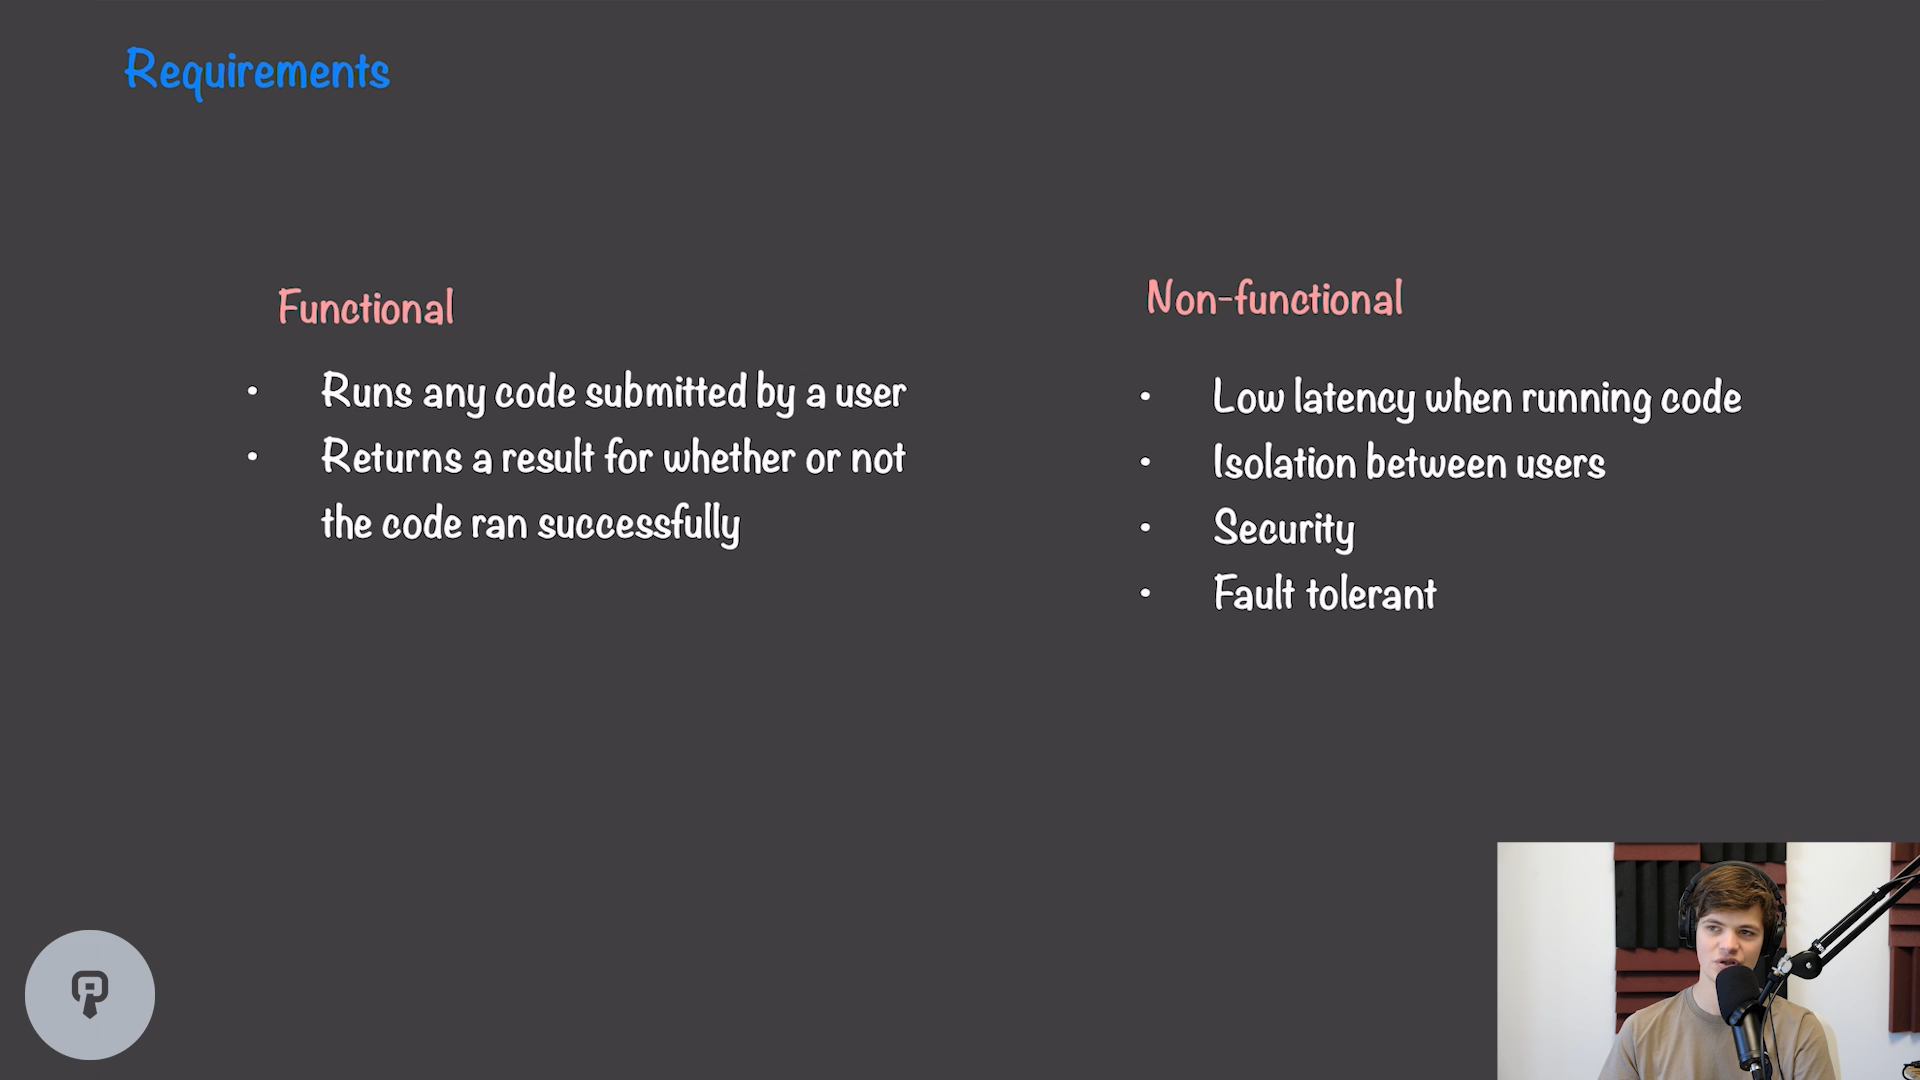 Requirements
Functional
• Runs any code submitted by a user
• Returns a result for whether or not
the code ran successfully
Non-functional
• Low latency when running code
• Isolation between users
• Security
• Fault tolerant